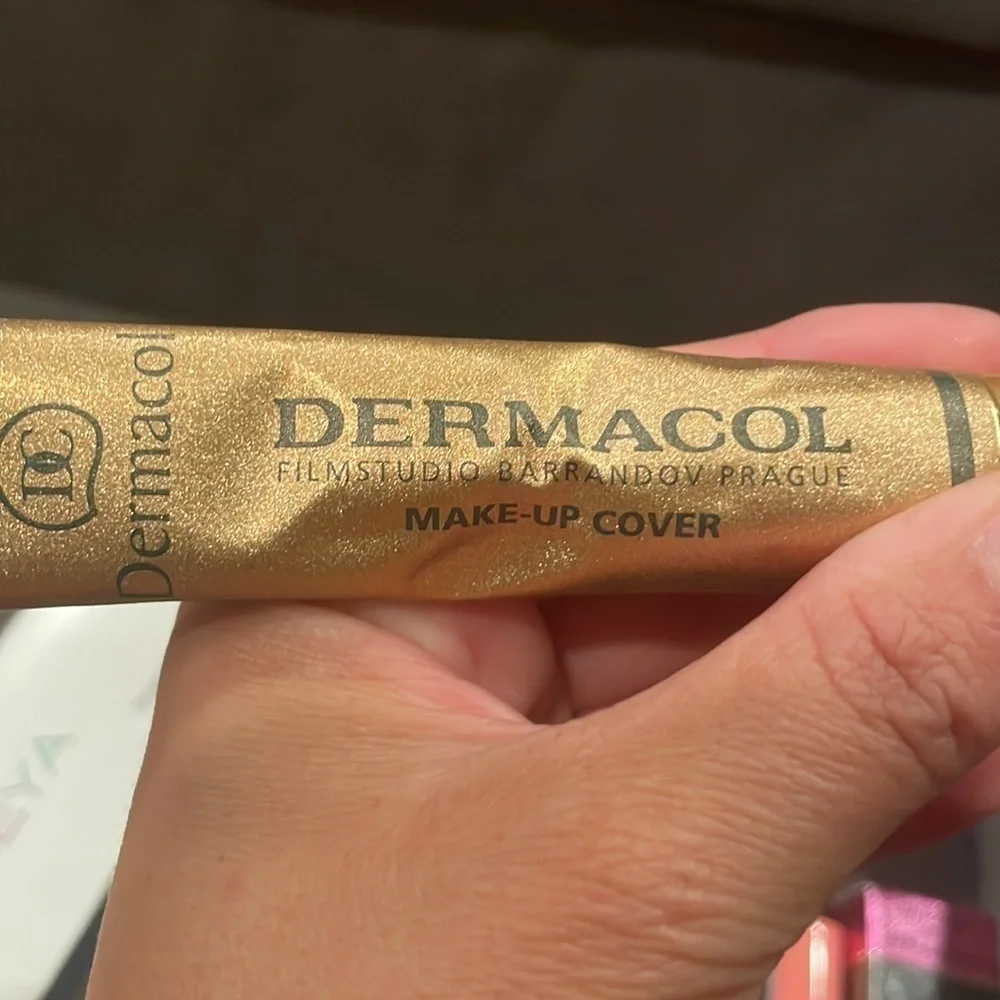 DC
Dermacol
DERMACOL
FILMSTUDIO BARRANDOV PRAGUE
MAKE-UP COVER